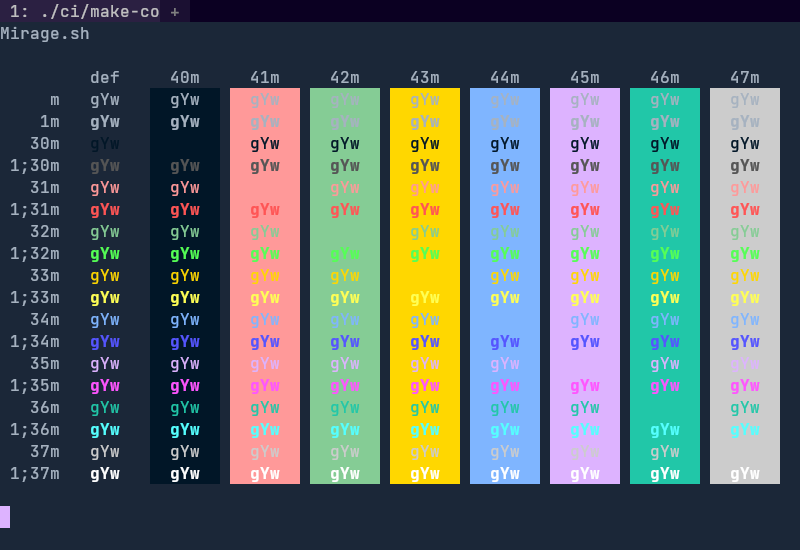 1: ./ci/make-co +
Mirage.sh
def 40m 41m 42m 43m 44m 45m 46m 47m
m gYw gYw gYw gYw gYw gYw gYw gYw gYw
1m gYw gYw gYw gYw gYw gYw gYw gYw gYw
30m gYw gYw gYw gYw gYw gYw gYw gYw
1;30m gYw gYw gYw gYw gYw gYw gYw gYw gYw
31m gYw gYw gYw gYw gYw gYw gYw gYw
1;31m gYw gYw gYw gYw gYw gYw gYw gYw gYw
32m gYw gYw gYw gYw gYw gYw gYw gYw
1;32m gYw gYw gYw gYw gYw gYw gYw gYw gYw
33m gYw gYw gYw gYw gYw gYw gYw gYw
1;33m gYw gYw gYw gYw gYw gYw gYw gYw gYw
34m gYw gYw gYw gYw gYw gYw gYw gYw
1;34m gYw gYw gYw gYw gYw gYw gYw gYw gYw
35m gYw gYw gYw gYw gYw gYw gYw gYw
1;35m gYw gYw gYw gYw gYw gYw gYw gYw gYw
36m gYw gYw gYw gYw gYw gYw gYw gYw
1;36m gYw gYw gYw gYw gYw gYw gYw gYw gYw
37m gYw gYw gYw gYw gYw gYw gYw gYw
1;37m gYw gYw gYw gYw gYw gYw gYw gYw gYw